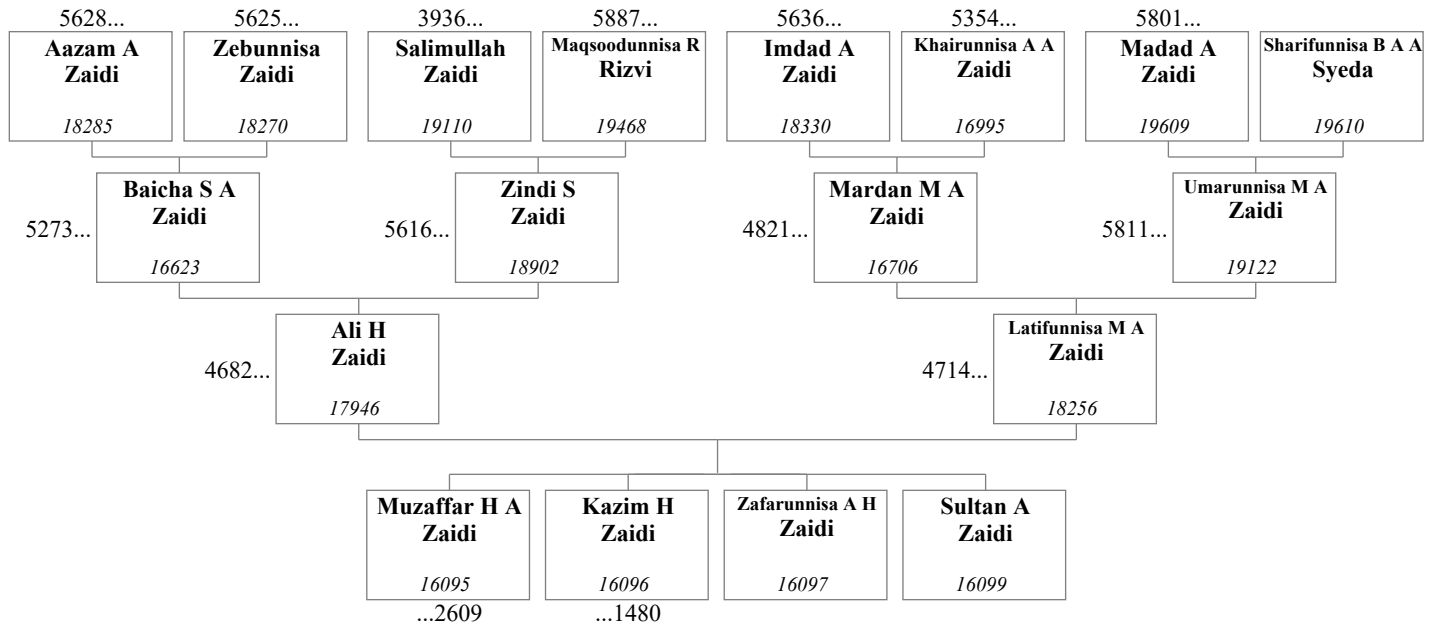 5628...
5625...
3936...
5887...
5636...
5354...
5801...
Aazam A
Zaidi
18285
Zebunnisa
Zaidi
18270
Salimullah
Zaidi
19110
Maqsoodunnisa R
Rizvi
19468
Imdad A
Zaidi
18330
Khairunnisa A A
Zaidi
16995
Madad A
Zaidi
19609
Sharifunnisa B A A
Syeda
19610
5273...
Baicha S A
Zaidi
16623
5616...
Zindi S
Zaidi
18902
4821...
Mardan M A
Zaidi
16706
5811...
Umarunnisa M A
Zaidi
19122
4682...
Ali H
Zaidi
17946
4714...
Latifunnisa M A
Zaidi
18256
Muzaffar H A
Zaidi
16095
...2609
Kazim H
Zaidi
16096
...1480
Zafarunnisa A H
Zaidi
16097
Sultan A
Zaidi
16099